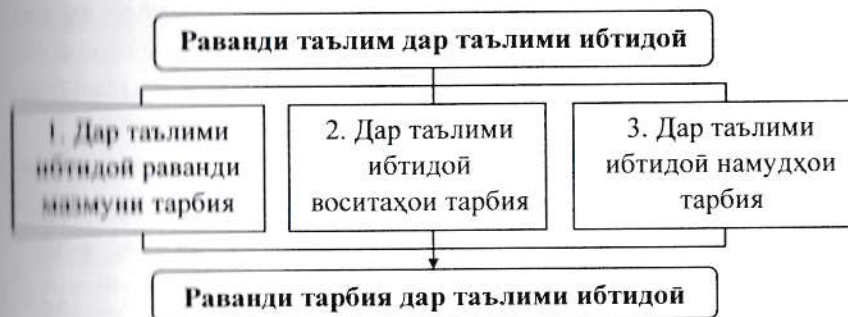 Раванди таълим дар таълими ибтидоӣ
1. Дар таълими
ибтидоӣ раванди
мазмуни тарбия
2. Дар таълими
ибтидоӣ
воситаҳои тарбия
3. Дар таълими
ибтидоӣ намудҳои
тарбия
Раванди тарбия дар таълими ибтидоӣ